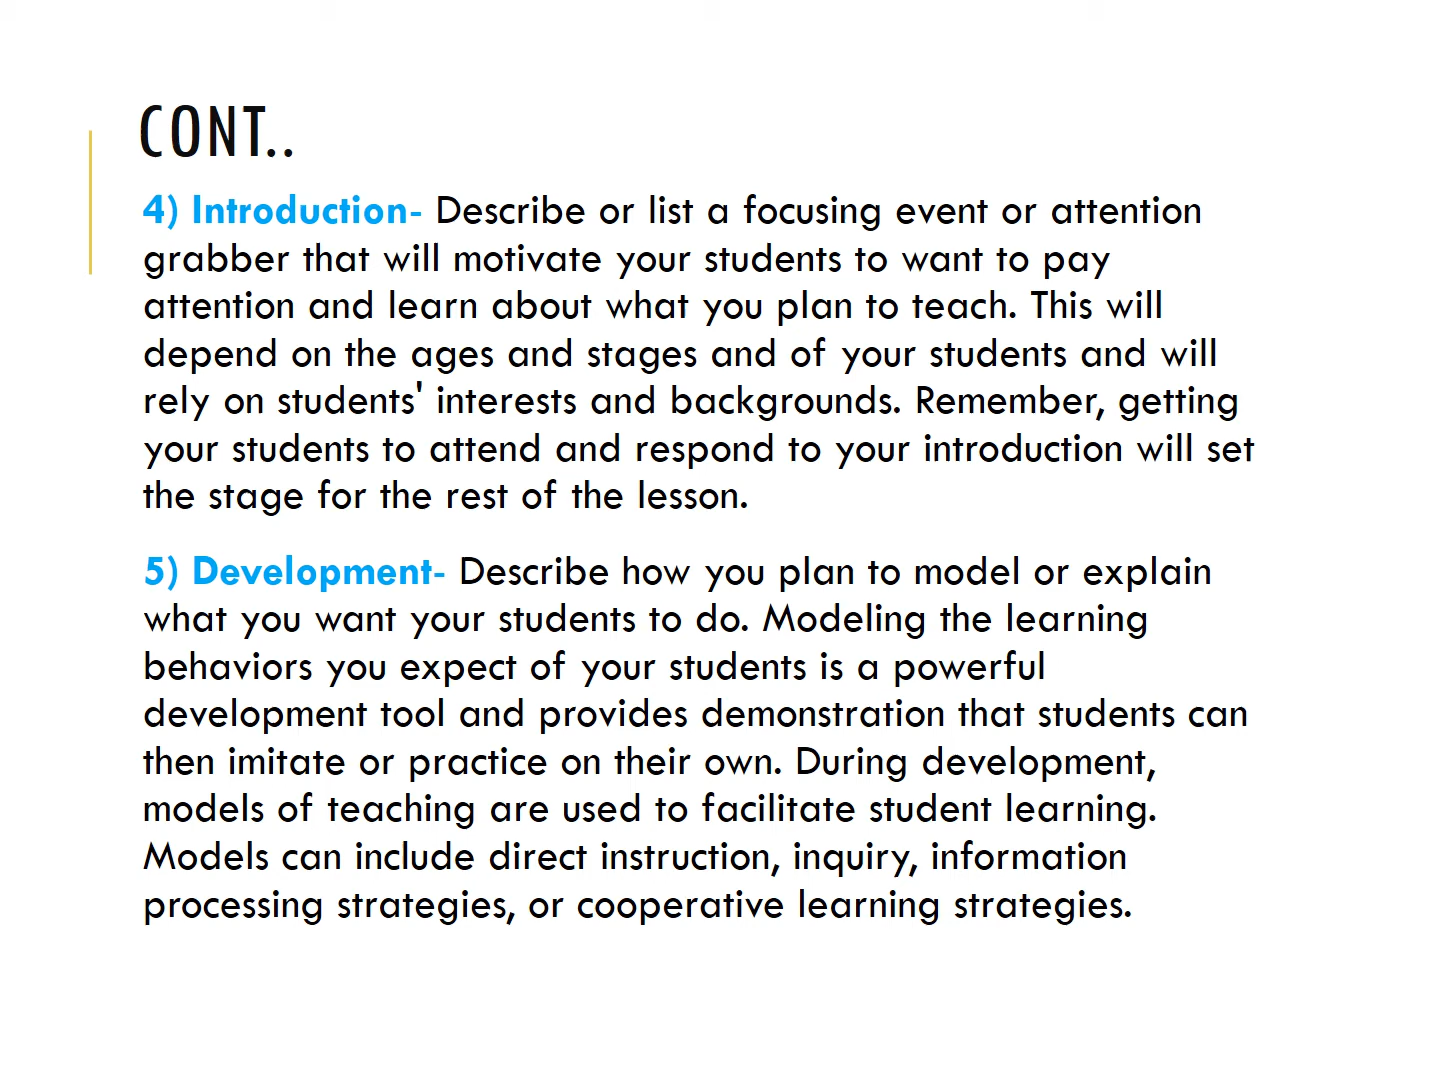 CONT..
4) Introduction- Describe or list a focusing event or attention
grabber that will motivate your students to want to pay
attention and learn about what you plan to teach. This will
depend on the ages and stages and of your students and will
rely on students' interests and backgrounds. Remember, getting
your students to attend and respond to your introduction will set
the stage for the rest of the lesson.
5) Development- Describe how you plan to model or explain
what you want your students to do. Modeling the learning
behaviors you expect of your students is a powerful
development tool and provides demonstration that students can
then imitate or practice on their own. During development,
models of teaching are used to facilitate student learning.
Models can include direct instruction, inquiry, information
processing strategies, or cooperative learning strategies.